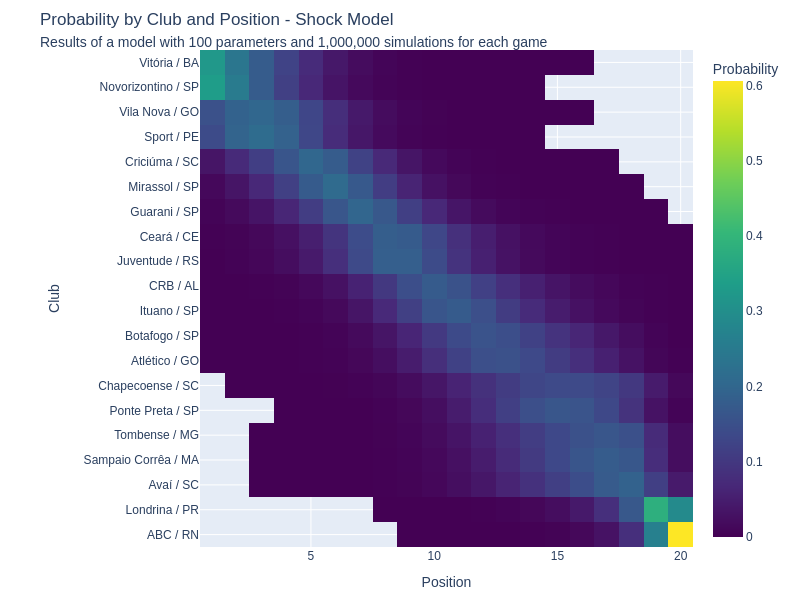 Probability by Club and Position - Shock Model
Results of a model with 100 parameters and 1,000,000 simulations for each game
Probability
Vitória / BA
Novorizontino / SP
Vila Nova / GO
Sport / PE
Criciúma / SC
Mirassol / SP
Guarani / SP
Ceará / CE
Juventude / RS
CRB / AL
Ituano / SP
Botafogo / SP
Atlético / GO
Chapecoense / SC
Ponte Preta / SP
Tombense / MG
Sampaio Corrêa / MA
Avaí / SC
Londrina / PR
ABC / RN
Club
0.6
0.5
0.4
0.3
0.2
0.1
0
5
10
15
20
Position